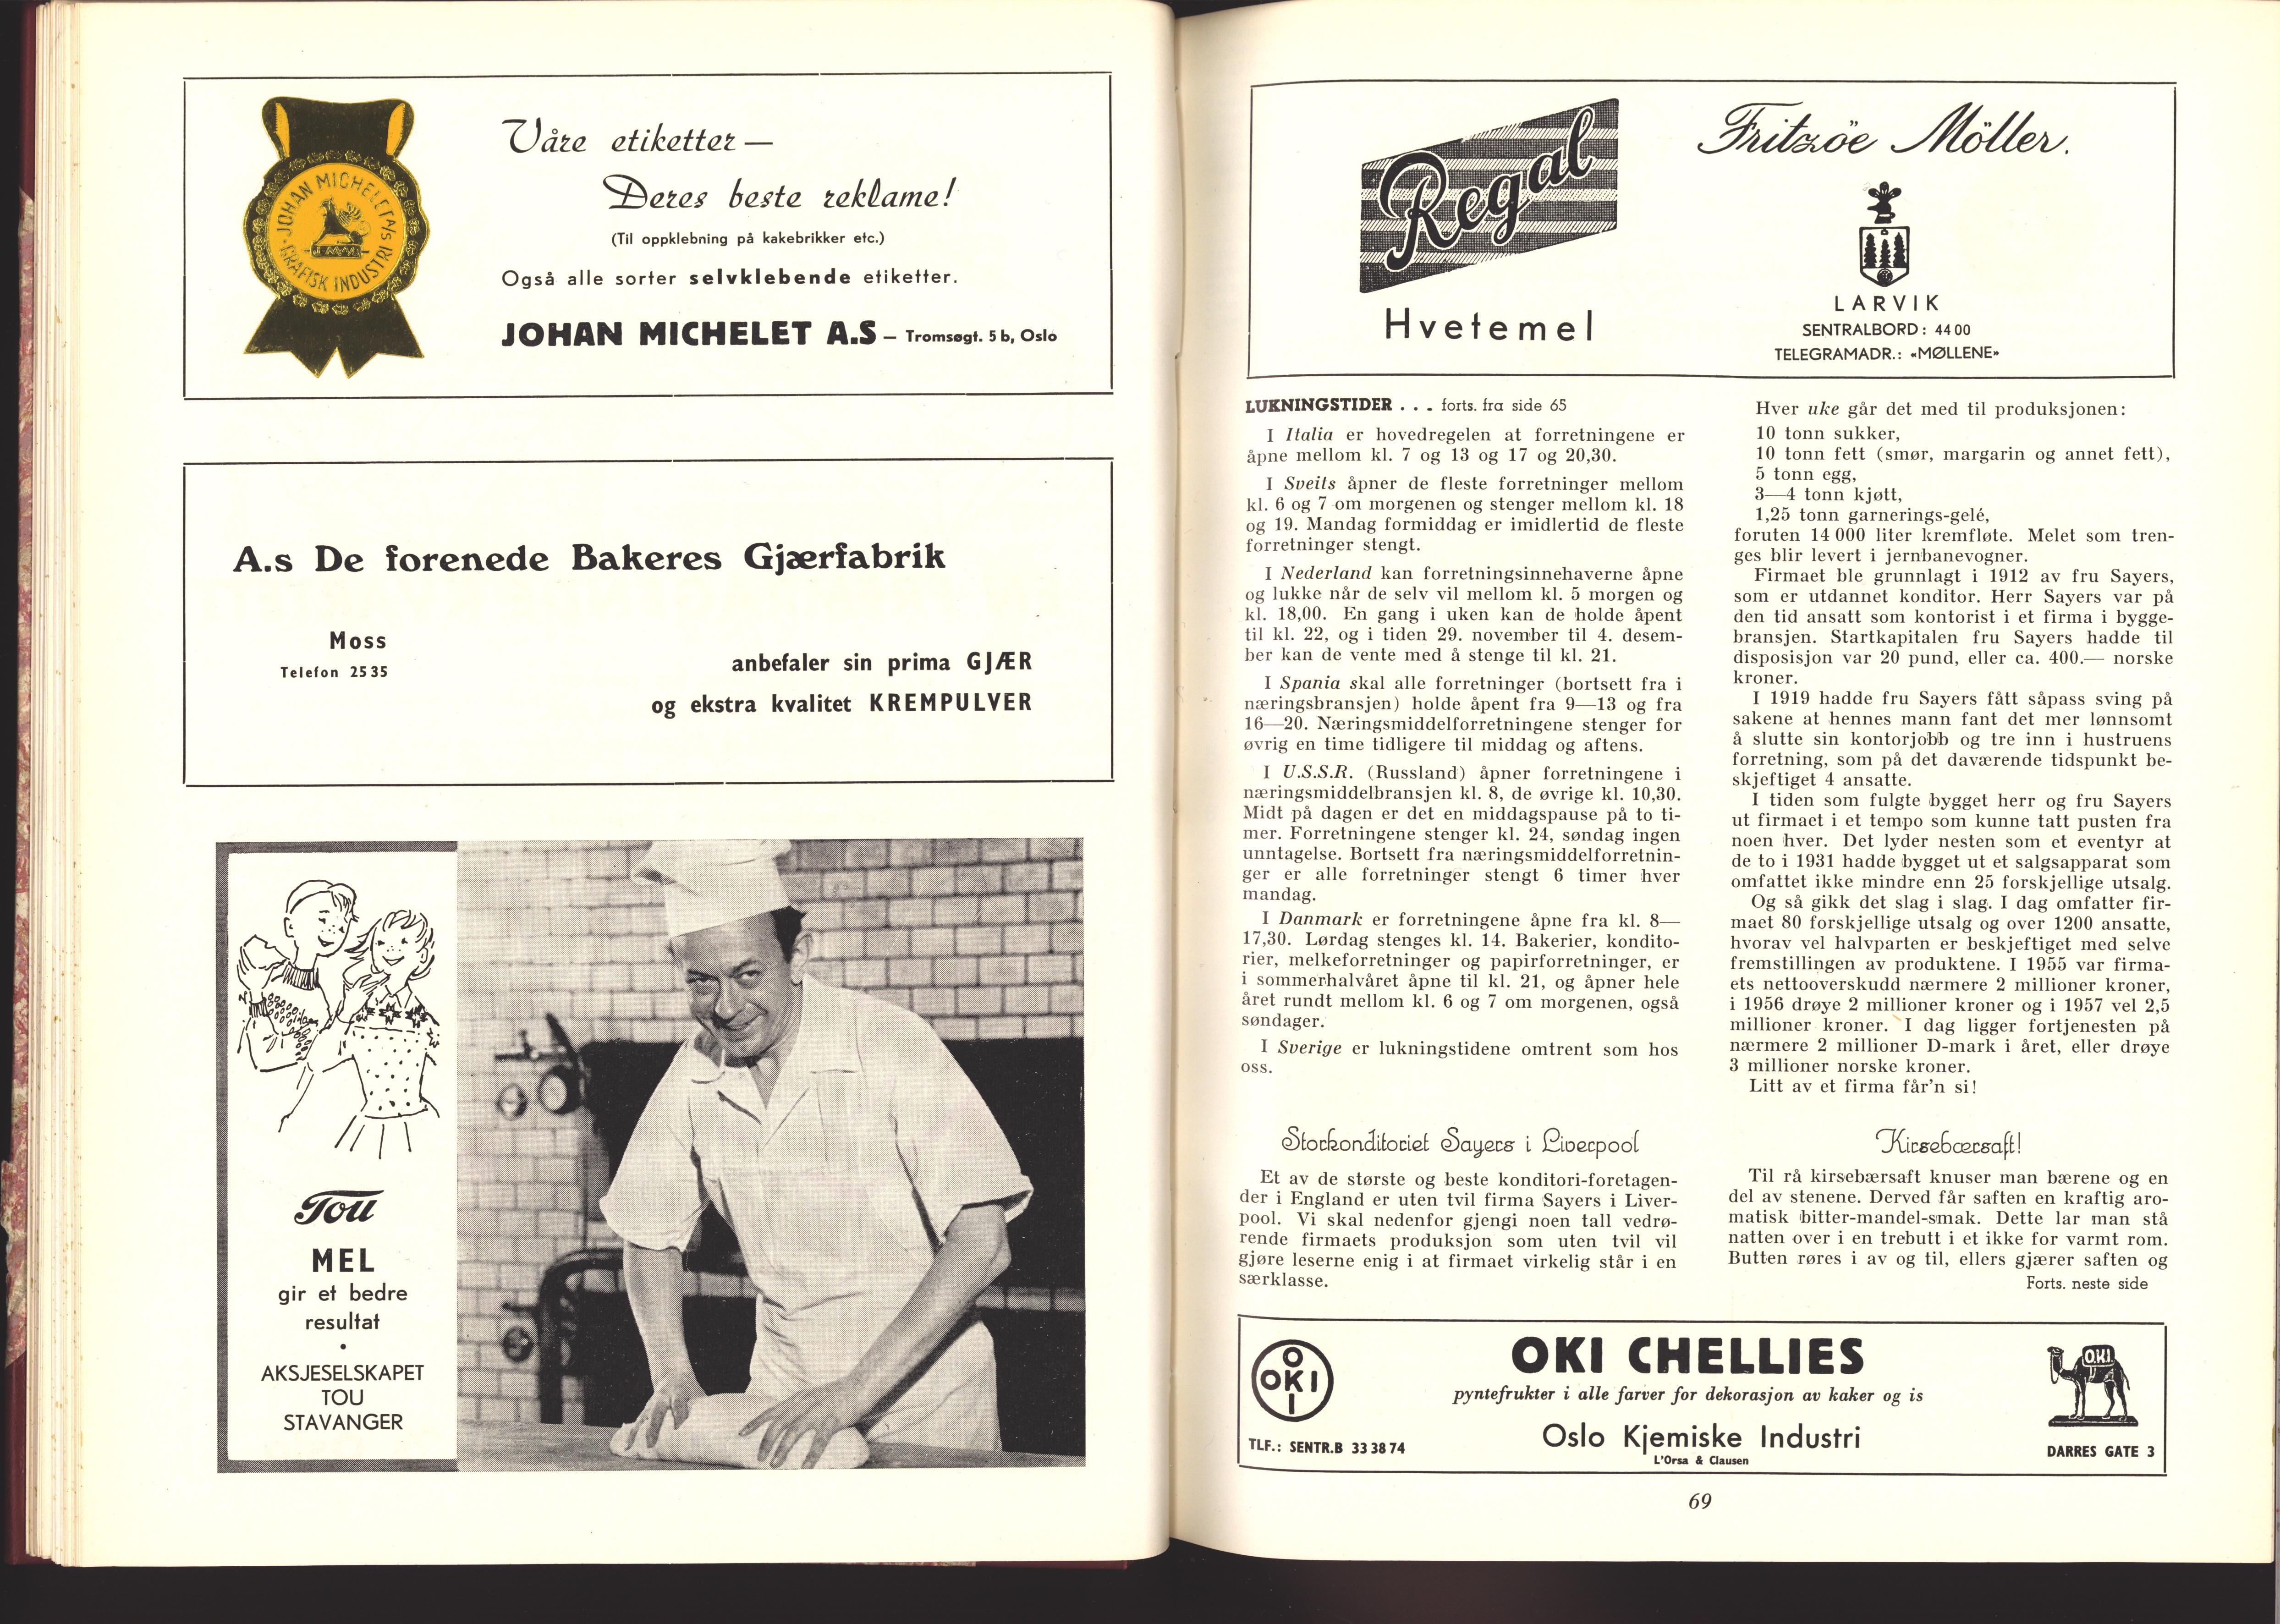 JOHAN MICHELET A/S
GRAFISK INDUSTRI
J.M.
Våre etiketter —
Deres beste reklame!
(Til oppklebning på kakebrikker etc.)
Også alle sorter selvklebende etiketter.
JOHAN MICHELET A.S — Tromsøgt. 5 b, Oslo
A.s De forenede Bakeres Gjærfabrik
Moss
Telefon 2535
anbefaler sin prima GJÆR
og ekstra kvalitet KREMPULVER
Tou
MEL
gir et bedre
resultat
•
AKSJESELSKAPET
TOU
STAVANGER
Regal
Hvetemel
Fritzöe Möller.
LARVIK
SENTRALBORD: 4400
TELEGRAMADR.: «MØLLENE»
LUKNINGSTIDER . . . forts. fra side 65
I Italia er hovedregelen at forretningene er
åpne mellom kl. 7 og 13 og 17 og 20,30.
I Sveits åpner de fleste forretninger mellom
kl. 6 og 7 om morgenen og stenger mellom kl. 18
og 19. Mandag formiddag er imidlertid de fleste
forretninger stengt.
I Nederland kan forretningsinnehaverne åpne
og lukke når de selv vil mellom kl. 5 morgen og
kl. 18,00. En gang i uken kan de holde åpent
til kl. 22, og i tiden 29. november til 4. desem-
ber kan de vente med å stenge til kl. 21.
I Spania skal alle forretninger (bortsett fra i
næringsbransjen) holde åpent fra 9—13 og fra
16—20. Næringsmiddelforretningene stenger for
øvrig en time tidligere til middag og aftens.
I U.S.S.R. (Russland) åpner forretningene i
næringsmiddelbransjen kl. 8, de øvrige kl. 10,30.
Midt på dagen er det en middagspause på to ti-
mer. Forretningene stenger kl. 24, søndag ingen
unntagelse. Bortsett fra næringsmiddelforretnin-
ger er alle forretninger stengt 6 timer hver
mandag.
I Danmark er forretningene åpne fra kl. 8—
17,30. Lørdag stenges kl. 14. Bakerier, kondito-
rier, melkeforretninger og papirforretninger, er
i sommerhalvåret åpne til kl. 21, og åpner hele
året rundt mellom kl. 6 og 7 om morgenen, også
søndager.
I Sverige er lukningstidene omtrent som hos
oss.
Storkonditoriet Sayers i Liverpool
Et av de største og beste konditori-foretagen-
der i England er uten tvil firma Sayers i Liver-
pool. Vi skal nedenfor gjengi noen tall vedrø-
rende firmaets produksjon som uten tvil vil
gjøre leserne enig i at firmaet virkelig står i en
særklasse.
Hver uke går det med til produksjonen:
10 tonn sukker,
10 tonn fett (smør, margarin og annet fett),
5 tonn egg,
3—4 tonn kjøtt,
1,25 tonn garnerings-gelé,
foruten 14 000 liter kremfløte. Melet som tren-
ges blir levert i jernbanevogner.
Firmaet ble grunnlagt i 1912 av fru Sayers,
som er utdannet konditor. Herr Sayers var på
den tid ansatt som kontorist i et firma i bygge-
bransjen. Startkapitalen fru Sayers hadde til
disposisjon var 20 pund, eller ca. 400.— norske
kroner.
I 1919 hadde fru Sayers fått såpass sving på
sakene at hennes mann fant det mer lønnsomt
å slutte sin kontorjobb og tre inn i hustruens
forretning, som på det daværende tidspunkt be-
skjeftiget 4 ansatte.
I tiden som fulgte bygget herr og fru Sayers
ut firmaet i et tempo som kunne tatt pusten fra
noen hver. Det lyder nesten som et eventyr at
de to i 1931 hadde bygget ut et salgsapparat som
omfattet ikke mindre enn 25 forskjellige utsalg.
Og så gikk det slag i slag. I dag omfatter fir-
maet 80 forskjellige utsalg og over 1200 ansatte,
hvorav vel halvparten er beskjeftiget med selve
fremstillingen av produktene. I 1955 var firma-
ets nettooverskudd nærmere 2 millioner kroner,
i 1956 drøye 2 millioner kroner og i 1957 vel 2,5
millioner kroner. I dag ligger fortjenesten på
nærmere 2 millioner D-mark i året, eller drøye
3 millioner norske kroner.
Litt av et firma får'n si!
Kirsebærsaft!
Til rå kirsebærsaft knuser man bærene og en
del av stenene. Derved får saften en kraftig aro-
matisk bitter-mandel-smak. Dette lar man stå
natten over i en trebutt i et ikke for varmt rom.
Butten røres i av og til, ellers gjærer saften og
Forts. neste side
OKI
OKI CHELLIES
pyntefrukter i alle farver for dekorasjon av kaker og is
OKI
TLF.: SENTR.B 33 38 74
Oslo Kjemiske Industri
L'Orsa & Clausen
DARRES GATE 3
69